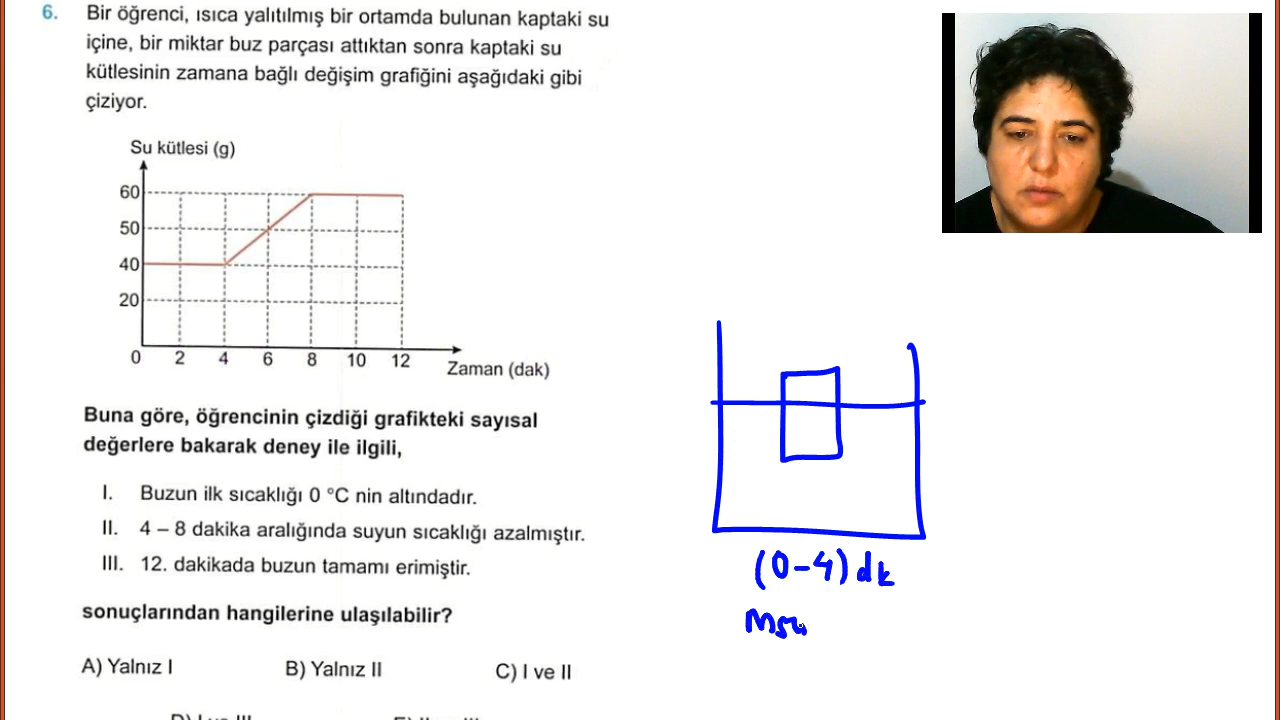 6. Bir öğrenci, ısıca yalıtılmış bir ortamda bulunan kaptaki su
içine, bir miktar buz parçası attıktan sonra kaptaki su
kütlesinin zamana bağlı değişim grafiğini aşağıdaki gibi
çiziyor.
Su kütlesi (g)
60
50
40
20
0 2 4 6 8 10 12
Zaman (dak)
Buna göre, öğrencinin çizdiği grafikteki sayısal
değerlere bakarak deney ile ilgili,
I. Buzun ilk sıcaklığı 0 °C nin altındadır.
II. 4 – 8 dakika aralığında suyun sıcaklığı azalmıştır.
III. 12. dakikada buzun tamamı erimiştir.
sonuçlarından hangilerine ulaşılabilir?
A) Yalnız I B) Yalnız II C) I ve II
(0-4) dk
msu